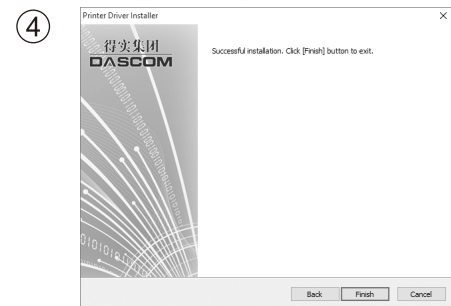 ④
Printer Driver Installer
得实集团
DASCOM
Successful installation. Click [Finish] button to exit.
Back Finish Cancel